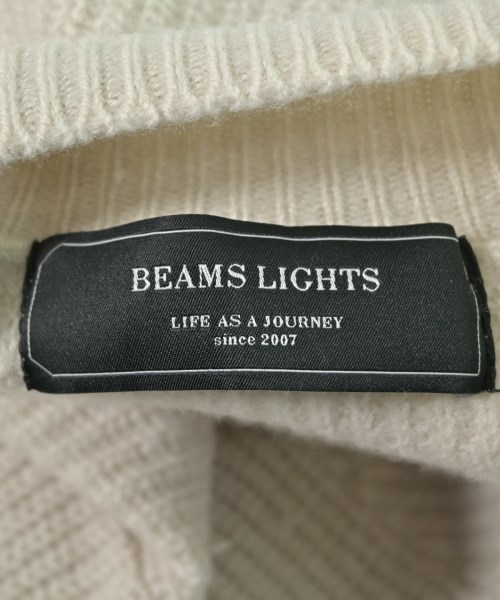 BEAMS LIGHTS
LIFE AS A JOURNEY
since 2007